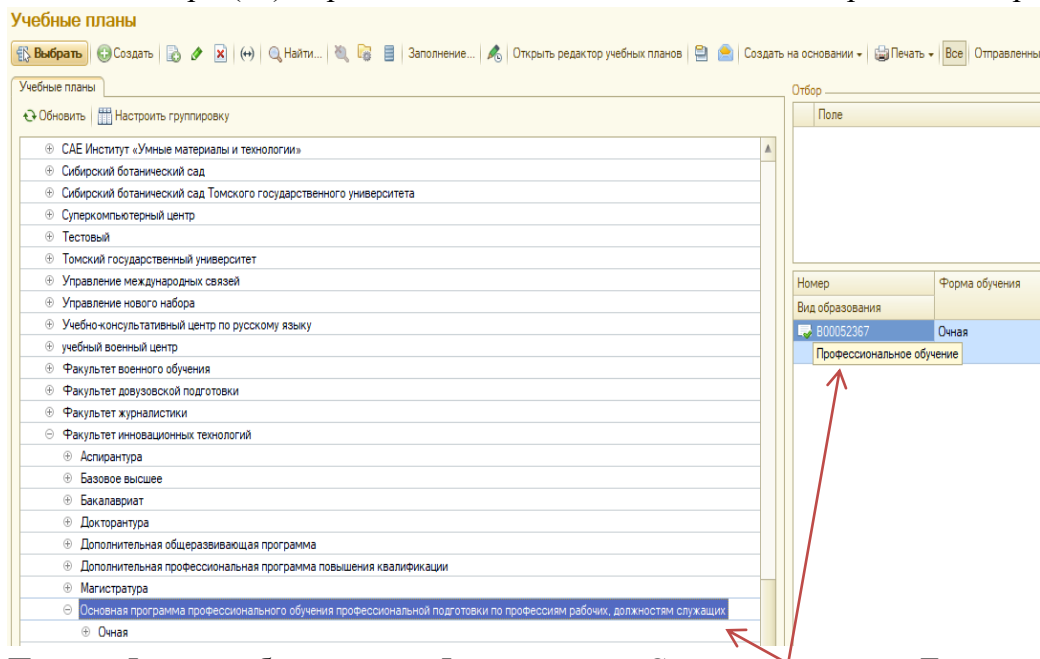 Учебные планы
Выбрать Создать (↔) Найти... Заполнение... Открыть редактор учебных планов Создать на основании Печать Все Отправленны
Учебные планы
Обновить Настроить группировку
САЕ Институт «Умные материалы и технологии»
Сибирский ботанический сад
Сибирский ботанический сад Томского государственного университета
Суперкомпьютерный центр
Тестовый
Томский государственный университет
Управление международных связей
Управление нового набора
Учебно-консультативный центр по русскому языку
учебный военный центр
Факультет военного обучения
Факультет довузовской подготовки
Факультет журналистики
Факультет инновационных технологий
Аспирантура
Базовое высшее
Бакалавриат
Докторантура
Дополнительная общеразвивающая программа
Дополнительная профессиональная программа повышения квалификации
Магистратура
Основная программа профессионального обучения профессиональной подготовки по профессиям рабочих, должностям служащих
Очная
Отбор
Поле
Номер Форма обучения
Вид образования
В00052367 Очная
Профессиональное обучение